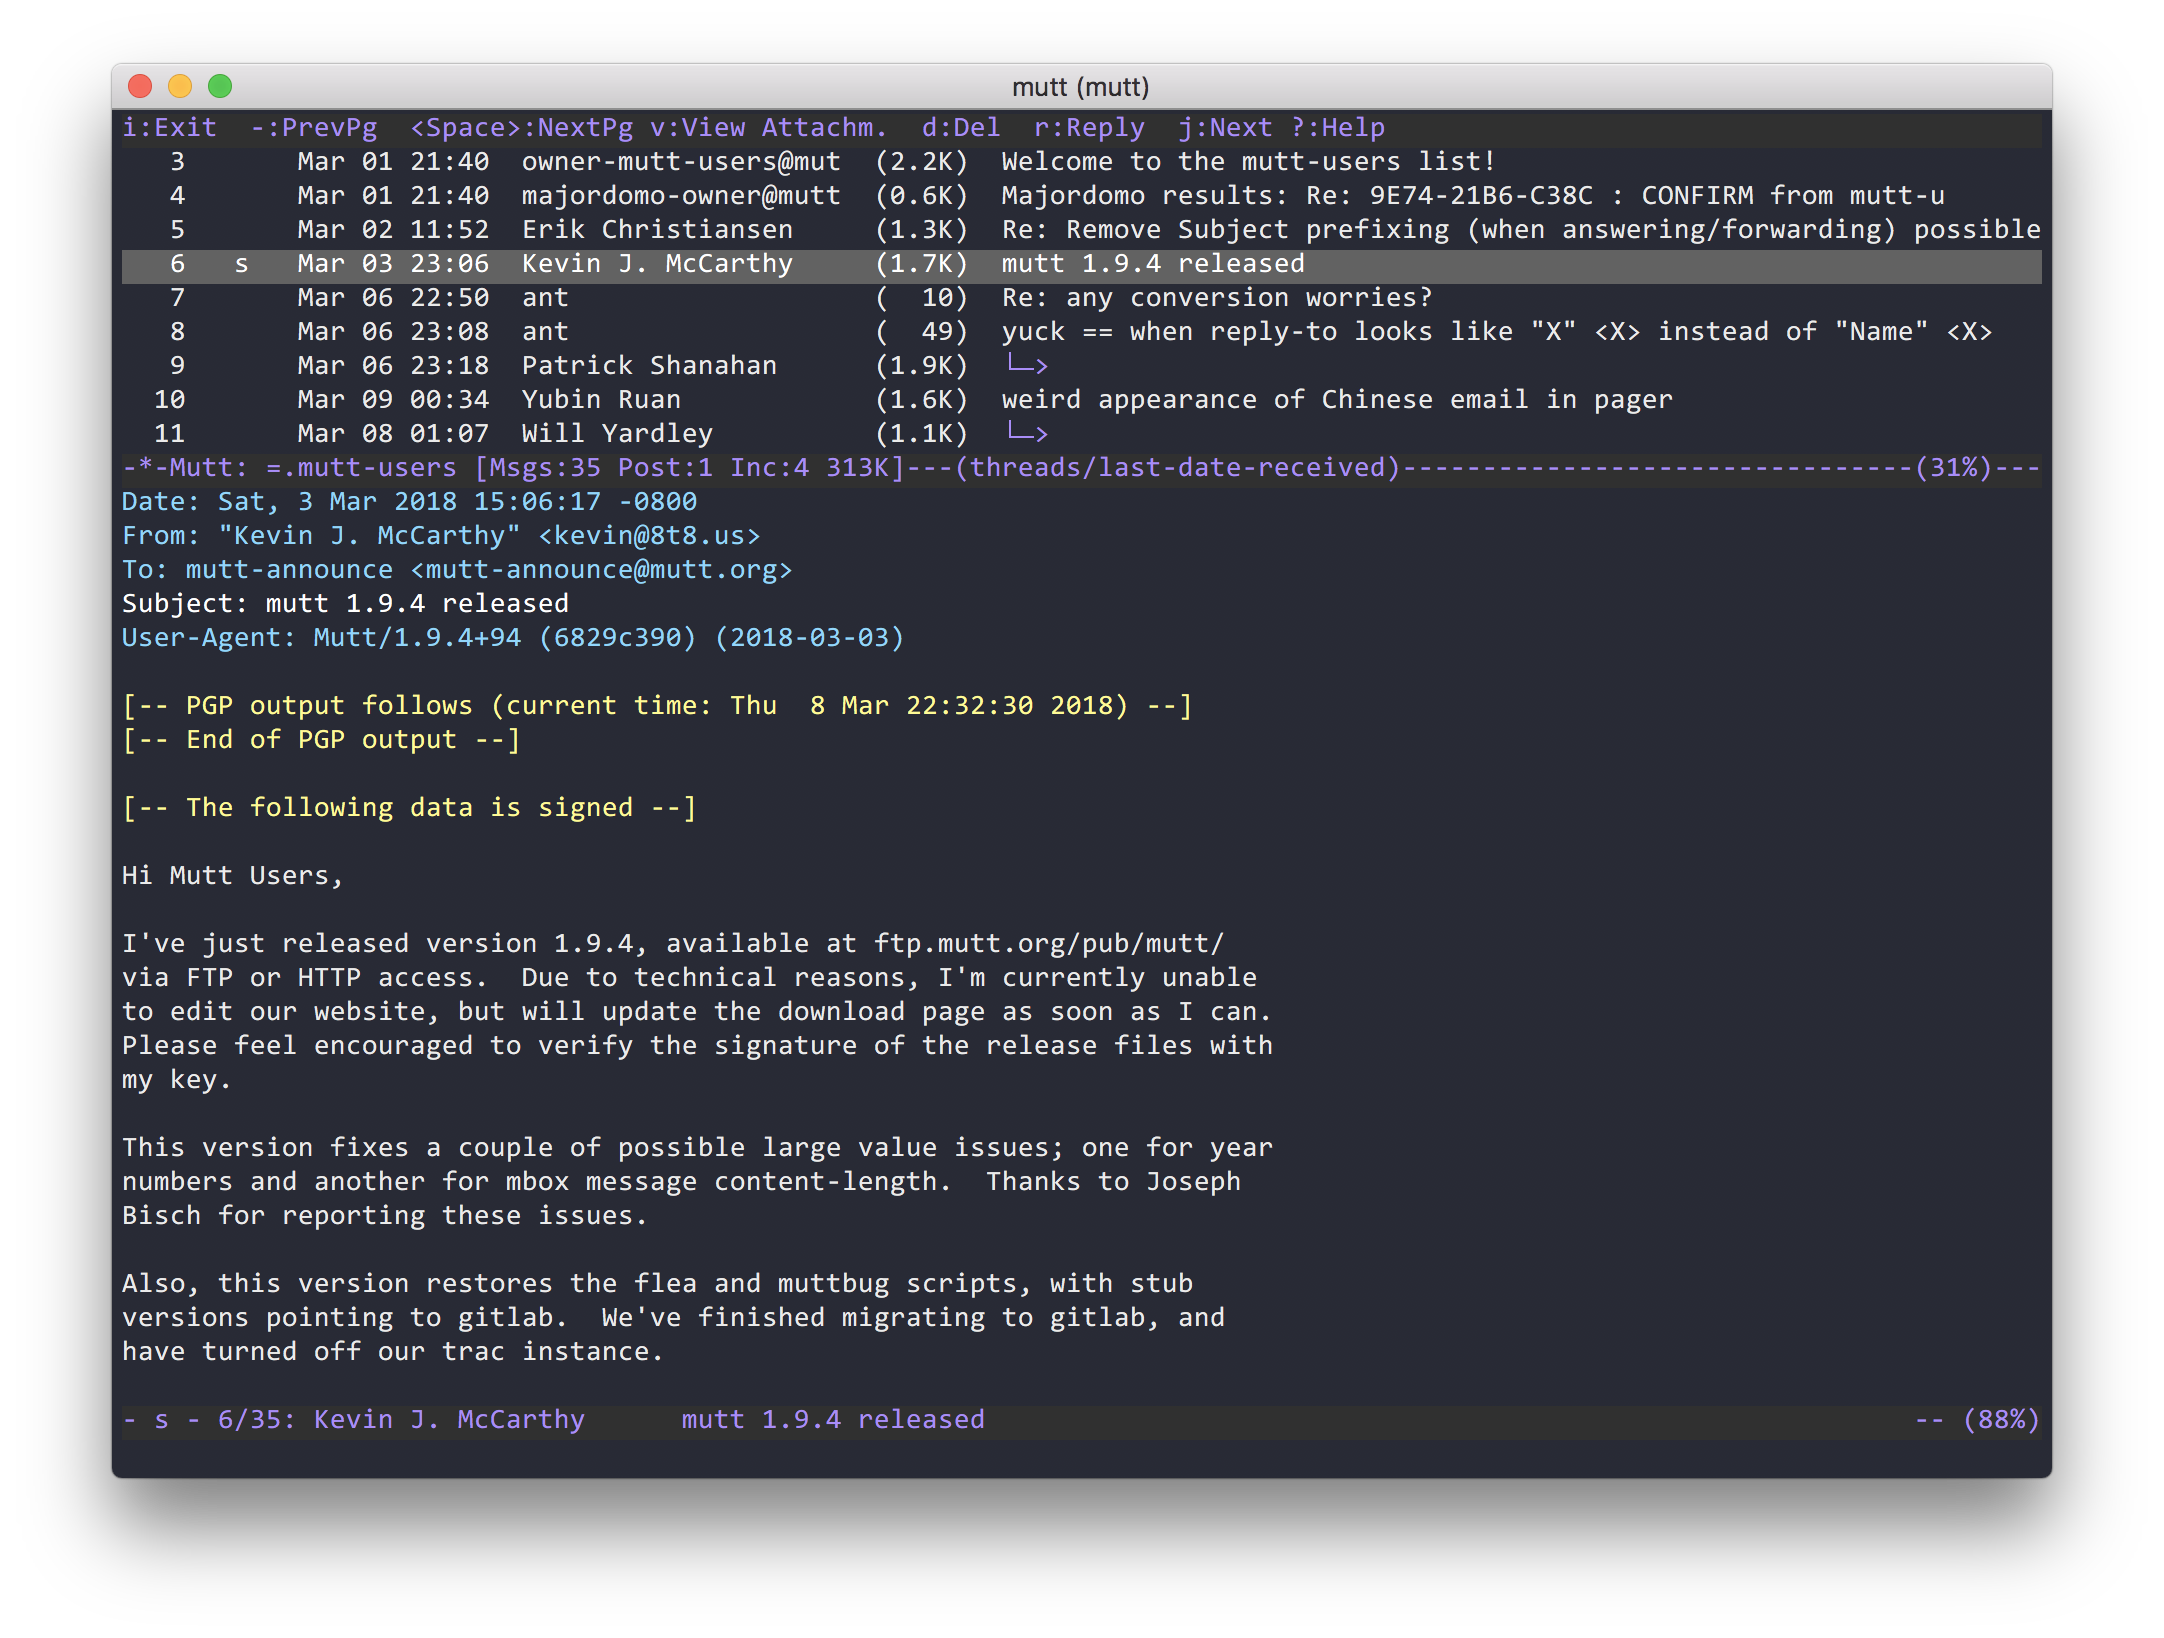 mutt (mutt)
i:Exit  -:PrevPg  <Space>:NextPg v:View Attachm.  d:Del  r:Reply  j:Next ?:Help
3       Mar 01 21:40  owner-mutt-users@mut  (2.2K)  Welcome to the mutt-users list!
4       Mar 01 21:40  majordomo-owner@mutt  (0.6K)  Majordomo results: Re: 9E74-21B6-C38C : CONFIRM from mutt-u
5       Mar 02 11:52  Erik Christiansen     (1.3K)  Re: Remove Subject prefixing (when answering/forwarding) possible
6   s   Mar 03 23:06  Kevin J. McCarthy     (1.7K)  mutt 1.9.4 released
7       Mar 06 22:50  ant                   (  10)  Re: any conversion worries?
8       Mar 06 23:08  ant                   (  49)  yuck == when reply-to looks like "X" <X> instead of "Name" <X>
9       Mar 06 23:18  Patrick Shanahan      (1.9K)  └─>
10       Mar 09 00:34  Yubin Ruan            (1.6K)  weird appearance of Chinese email in pager
11       Mar 08 01:07  Will Yardley          (1.1K)  └─>
-*-Mutt: =.mutt-users [Msgs:35 Post:1 Inc:4 313K]---(threads/last-date-received)--------------------------------(31%)---
Date: Sat, 3 Mar 2018 15:06:17 -0800
From: "Kevin J. McCarthy" <kevin@8t8.us>
To: mutt-announce <mutt-announce@mutt.org>
Subject: mutt 1.9.4 released
User-Agent: Mutt/1.9.4+94 (6829c390) (2018-03-03)
[-- PGP output follows (current time: Thu  8 Mar 22:32:30 2018) --]
[-- End of PGP output --]
[-- The following data is signed --]
Hi Mutt Users,
I've just released version 1.9.4, available at ftp.mutt.org/pub/mutt/
via FTP or HTTP access.  Due to technical reasons, I'm currently unable
to edit our website, but will update the download page as soon as I can.
Please feel encouraged to verify the signature of the release files with
my key.
This version fixes a couple of possible large value issues; one for year
numbers and another for mbox message content-length.  Thanks to Joseph
Bisch for reporting these issues.
Also, this version restores the flea and muttbug scripts, with stub
versions pointing to gitlab.  We've finished migrating to gitlab, and
have turned off our trac instance.
- s - 6/35: Kevin J. McCarthy      mutt 1.9.4 released                                                          -- (88%)